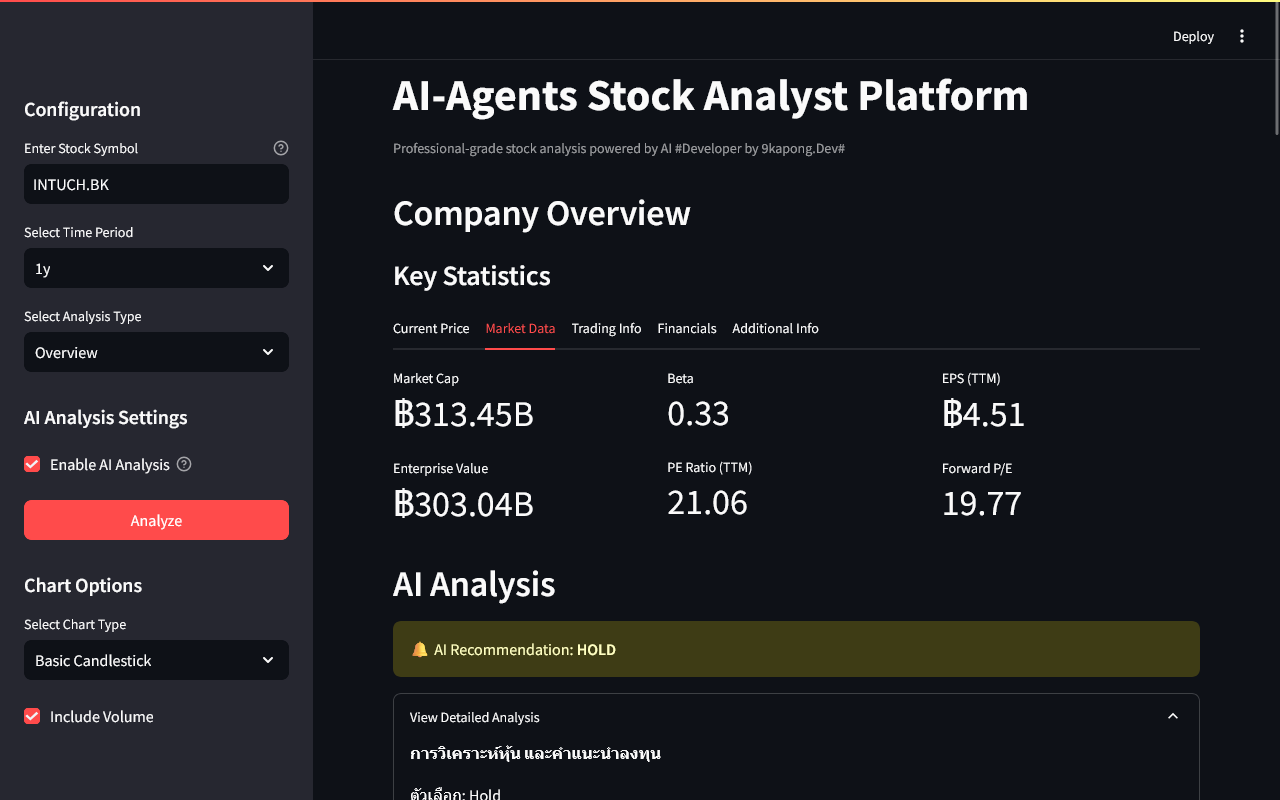 Deploy
Configuration
Enter Stock Symbol
INTUCH.BK
Select Time Period
1y
Select Analysis Type
Overview
AI Analysis Settings
Enable AI Analysis
Analyze
Chart Options
Select Chart Type
Basic Candlestick
Include Volume
AI-Agents Stock Analyst Platform
Professional-grade stock analysis powered by AI #Developer by 9kapong.Dev#
Company Overview
Key Statistics
Current Price Market Data Trading Info Financials Additional Info
Market Cap Beta EPS (TTM)
฿313.45B 0.33 ฿4.51
Enterprise Value PE Ratio (TTM) Forward P/E
฿303.04B 21.06 19.77
AI Analysis
🔔 AI Recommendation: HOLD
View Detailed Analysis
การวิเคราะห์หุ้น และคำแนะนำลงทุน
ตัวเลือก: Hold